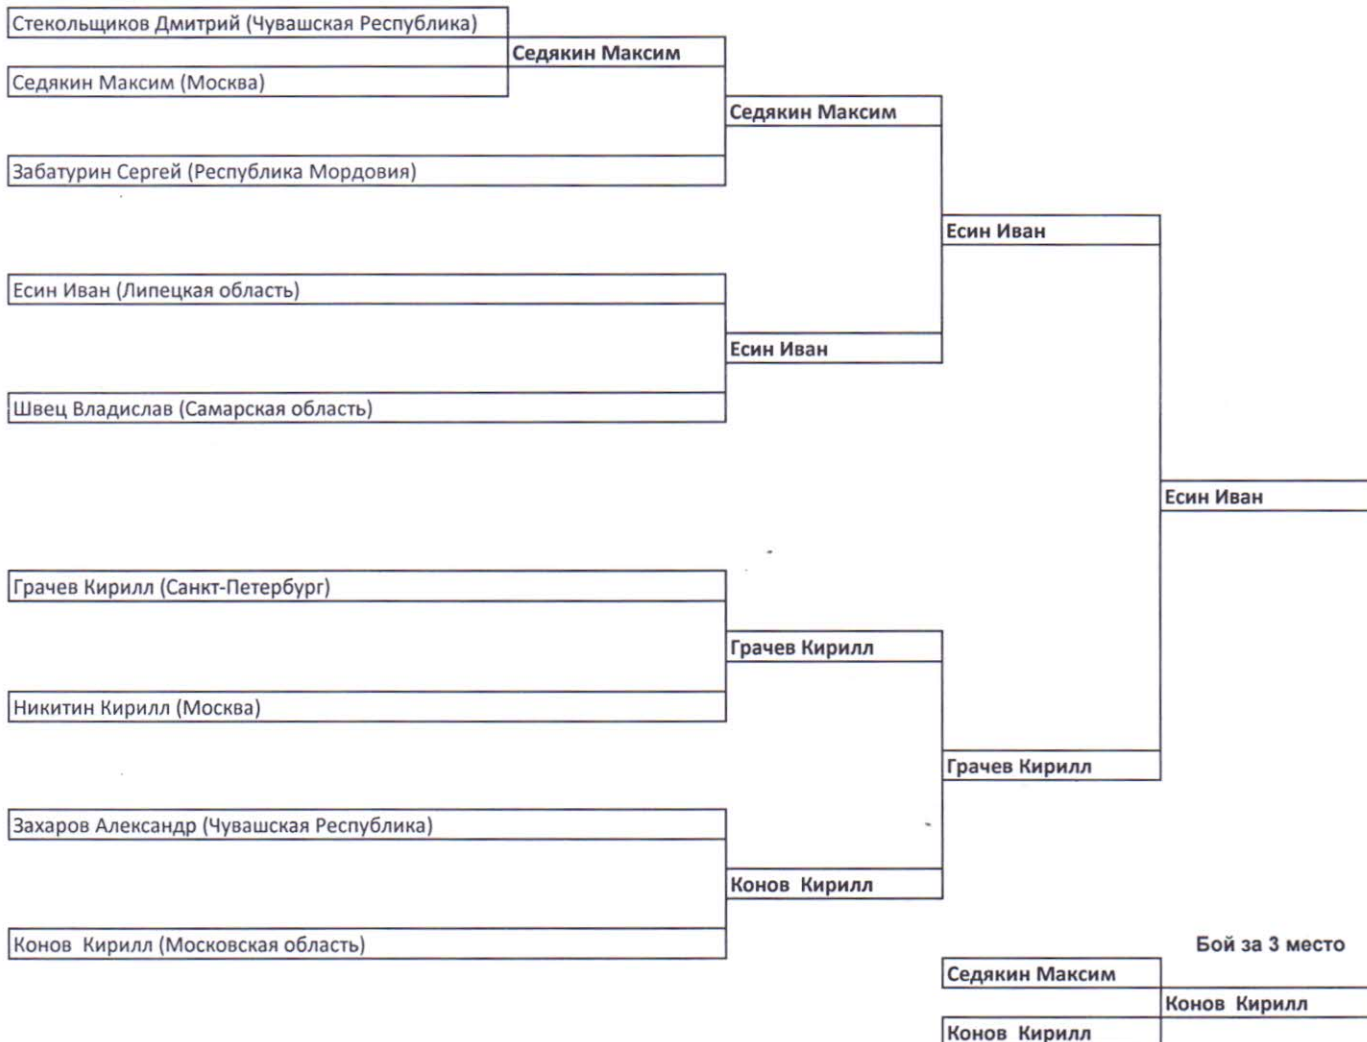 Стекольщиков Дмитрий (Чувашская Республика)
Седякин Максим
Седякин Максим (Москва)
Седякин Максим
Забатурин Сергей (Республика Мордовия)
Есин Иван
Есин Иван (Липецкая область)
Есин Иван
Швец Владислав (Самарская область)
Есин Иван
Грачев Кирилл (Санкт-Петербург)
Грачев Кирилл
Никитин Кирилл (Москва)
Грачев Кирилл
Захаров Александр (Чувашская Республика)
Конов  Кирилл
Конов  Кирилл (Московская область)
Бой за 3 место
Седякин Максим
Конов  Кирилл
Конов  Кирилл